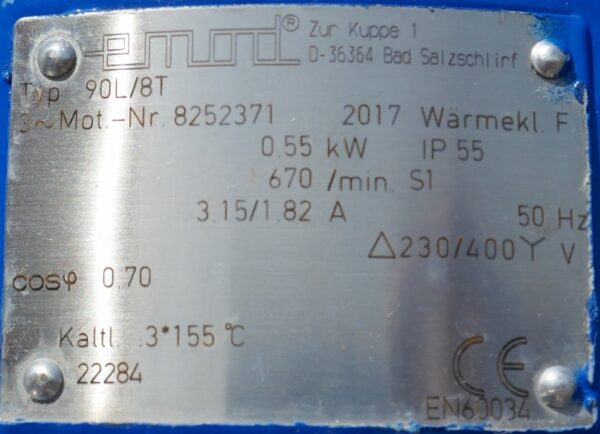 emod® Zur Kuppe 1
D-36364 Bad Salzschlirf
Typ 90L/8T
3~Mot.-Nr. 8252371 2017 Wärmekl. F
0.55 kW IP 55
670 /min. S1
3.15/1.82 A 50 Hz
△230/400Y V
cosφ 0.70
Kaltl. :3*155 °C
22284
CE
EN60034